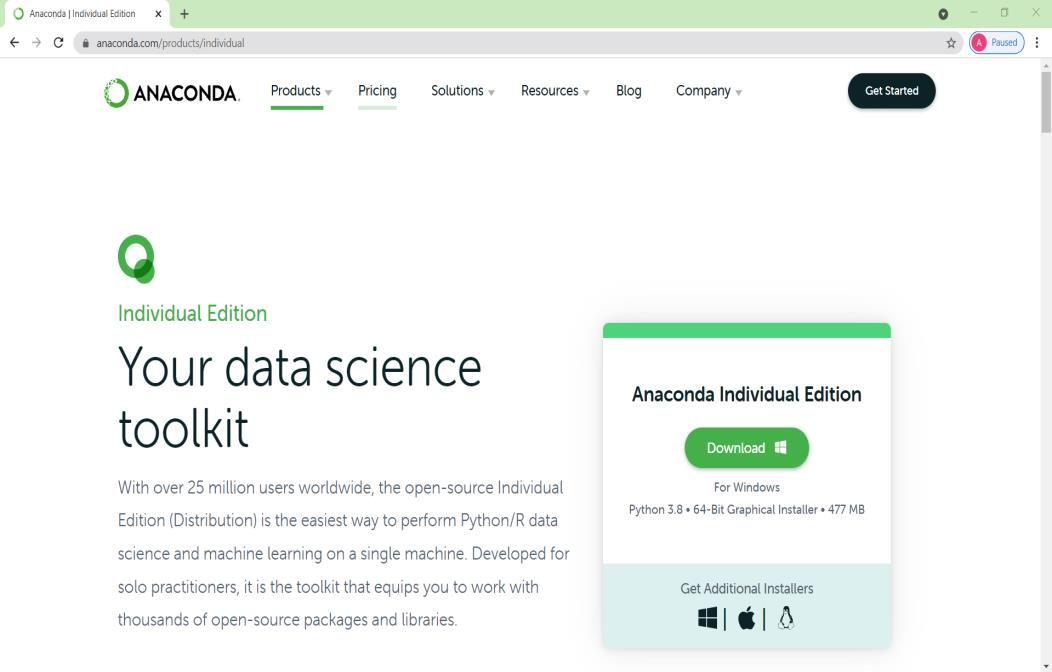 Anaconda | Individual Edition
anaconda.com/products/individual
A Paused
ANACONDA. Products Pricing Solutions Resources Blog Company Get Started
Individual Edition
Your data science
toolkit
With over 25 million users worldwide, the open-source Individual
Edition (Distribution) is the easiest way to perform Python/R data
science and machine learning on a single machine. Developed for
solo practitioners, it is the toolkit that equips you to work with
thousands of open-source packages and libraries.
Anaconda Individual Edition
Download
For Windows
Python 3.8 • 64-Bit Graphical Installer • 477 MB
Get Additional Installers